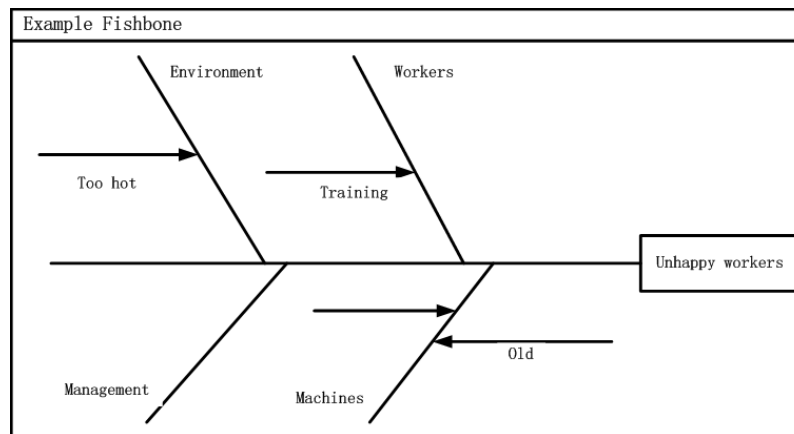 Example Fishbone
Environment
Workers
Too hot
Training
Unhappy workers
Old
Management
Machines